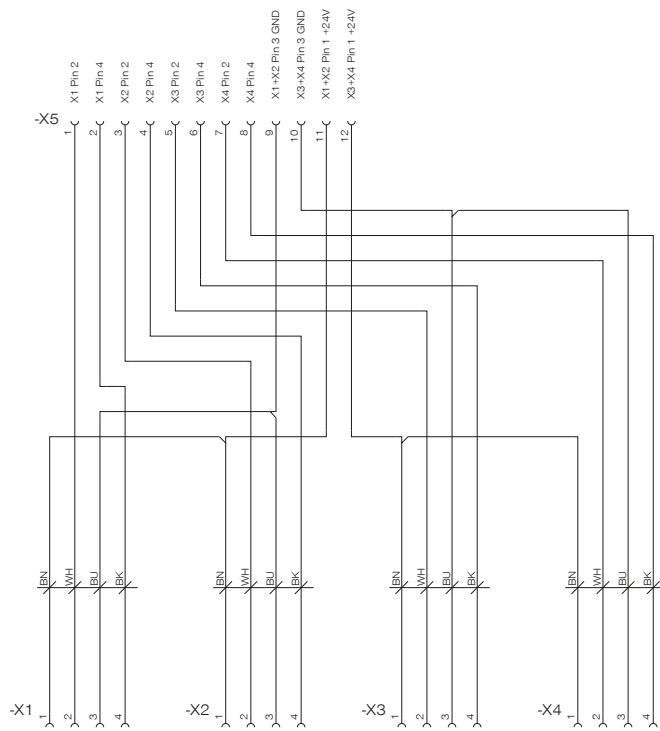 X1 Pin 2
X1 Pin 4
X2 Pin 2
X2 Pin 4
X3 Pin 2
X3 Pin 4
X4 Pin 2
X4 Pin 4
X1+X2 Pin 3 GND
X3+X4 Pin 3 GND
X1+X2 Pin 1 +24V
X3+X4 Pin 1 +24V
-X5
1
2
3
4
5
6
7
8
9
10
11
12
BN
WH
BU
BK
BN
WH
BU
BK
BN
WH
BU
BK
BN
WH
BU
BK
-X1
1
2
3
4
-X2
1
2
3
4
-X3
1
2
3
4
-X4
1
2
3
4